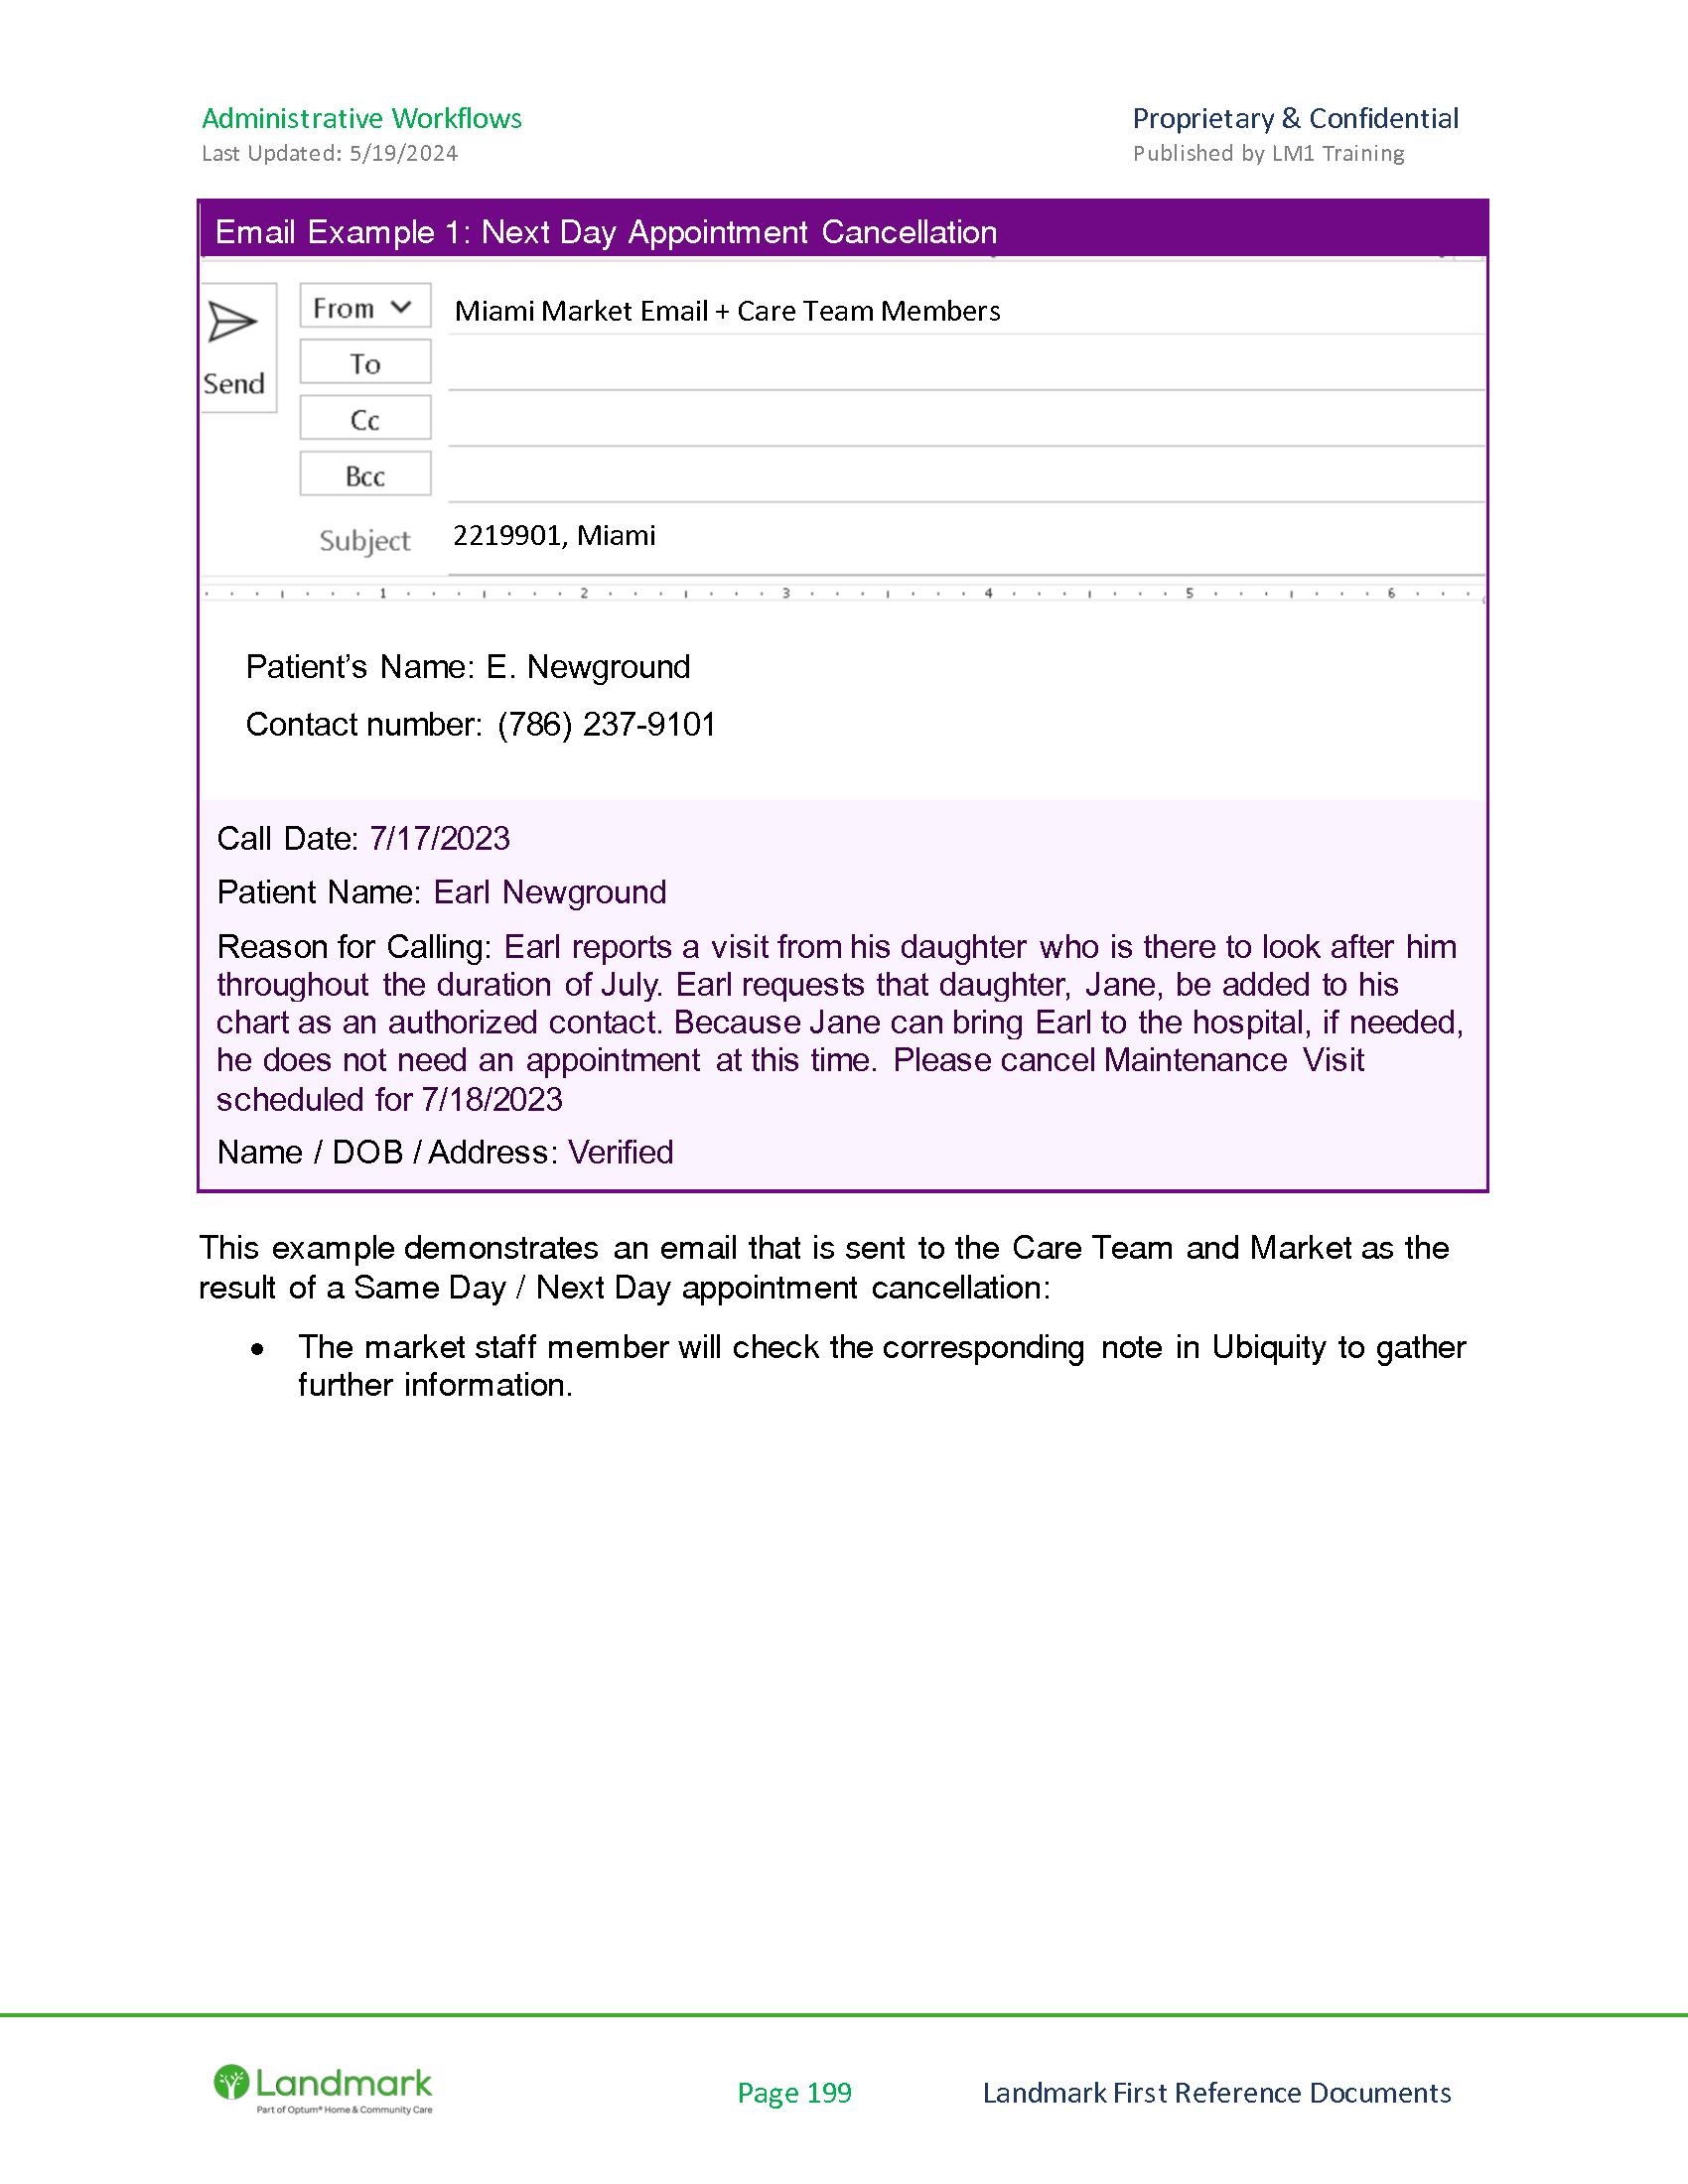 Administrative Workflows
Proprietary & Confidential
Last Updated: 5/19/2024
Published by LM1 Training
Email Example 1: Next Day Appointment Cancellation
Send
From
Miami Market Email + Care Team Members
To
Cc
Bcc
Subject
2219901, Miami
1 2 3 4 5 6
Patient’s Name: E. Newground
Contact number: (786) 237-9101
Call Date: 7/17/2023
Patient Name: Earl Newground
Reason for Calling: Earl reports a visit from his daughter who is there to look after him
throughout the duration of July. Earl requests that daughter, Jane, be added to his
chart as an authorized contact. Because Jane can bring Earl to the hospital, if needed,
he does not need an appointment at this time. Please cancel Maintenance Visit
scheduled for 7/18/2023
Name / DOB / Address: Verified
This example demonstrates an email that is sent to the Care Team and Market as the
result of a Same Day / Next Day appointment cancellation:
• The market staff member will check the corresponding note in Ubiquity to gather
further information.
Landmark
Part of Optum® Home & Community Care
Page 199
Landmark First Reference Documents